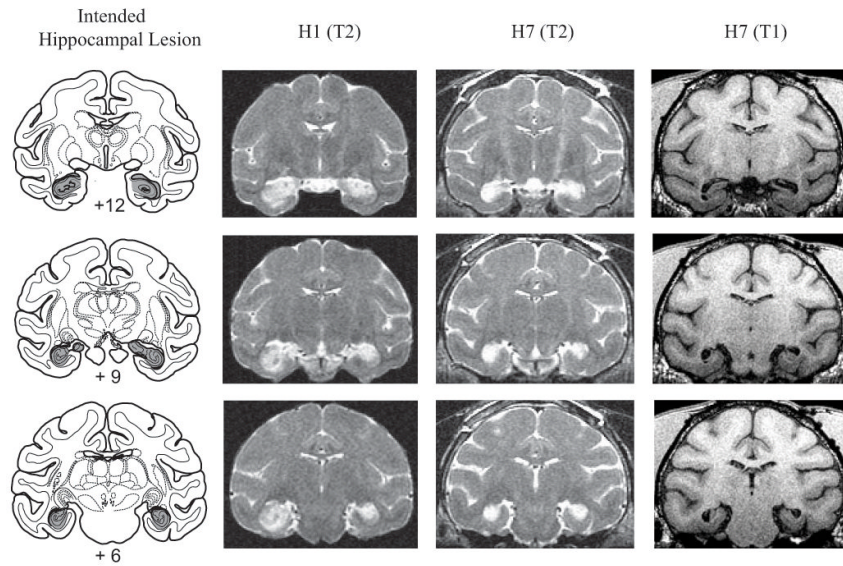 Intended
Hippocampal Lesion
H1 (T2)
H7 (T2)
H7 (T1)
+12
+ 9
+ 6